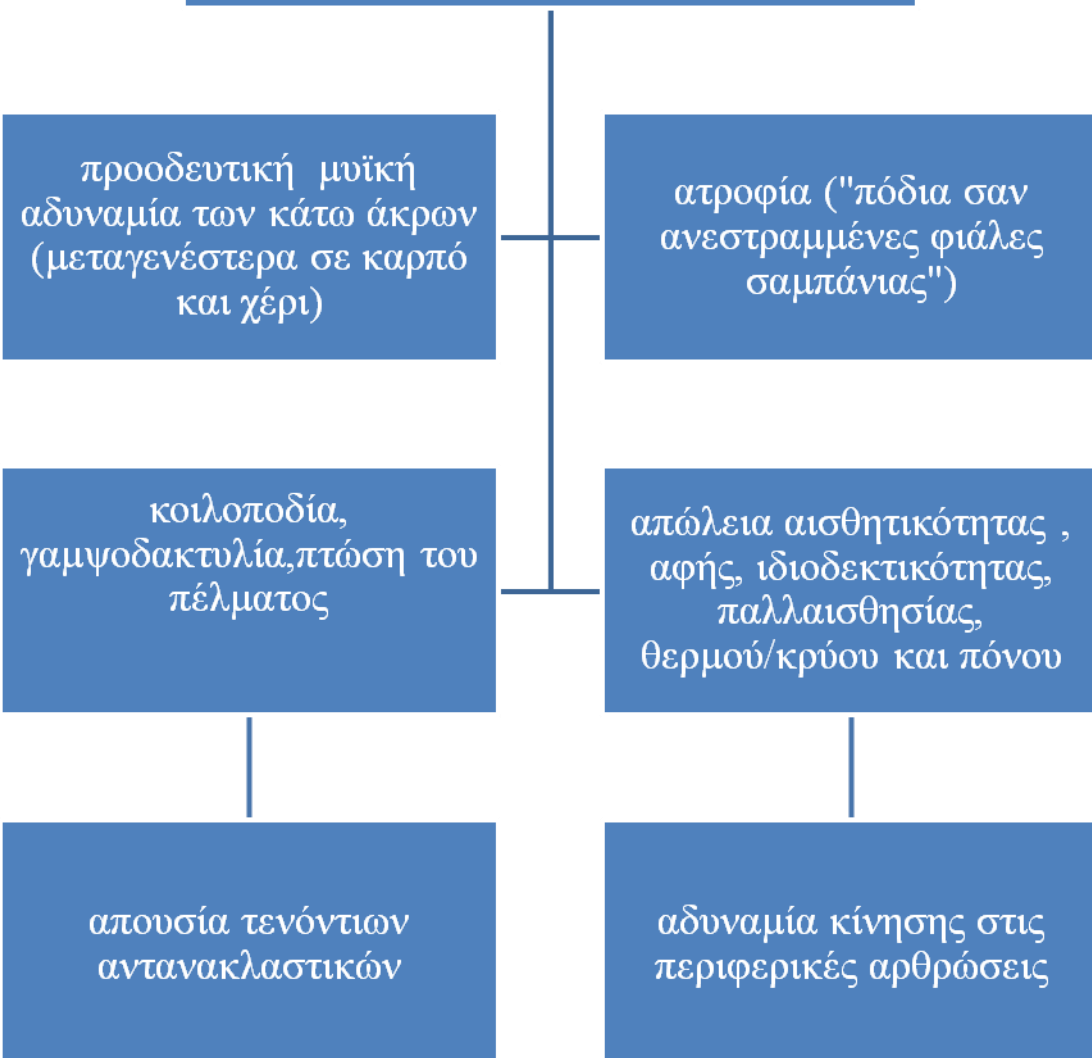 προοδευτική μυϊκή
αδυναμία των κάτω άκρων
(μεταγενέστερα σε καρπό
και χέρι)
ατροφία ("πόδια σαν
ανεστραμμένες φιάλες
σαμπάνιας")
κοιλοποδία,
γαμψοδακτυλία,πτώση του
πέλματος
απώλεια αισθητικότητας ,
αφής, ιδιοδεκτικότητας,
παλλαισθησίας,
θερμού/κρύου και πόνου
απουσία τενόντιων
αντανακλαστικών
αδυναμία κίνησης στις
περιφερικές αρθρώσεις